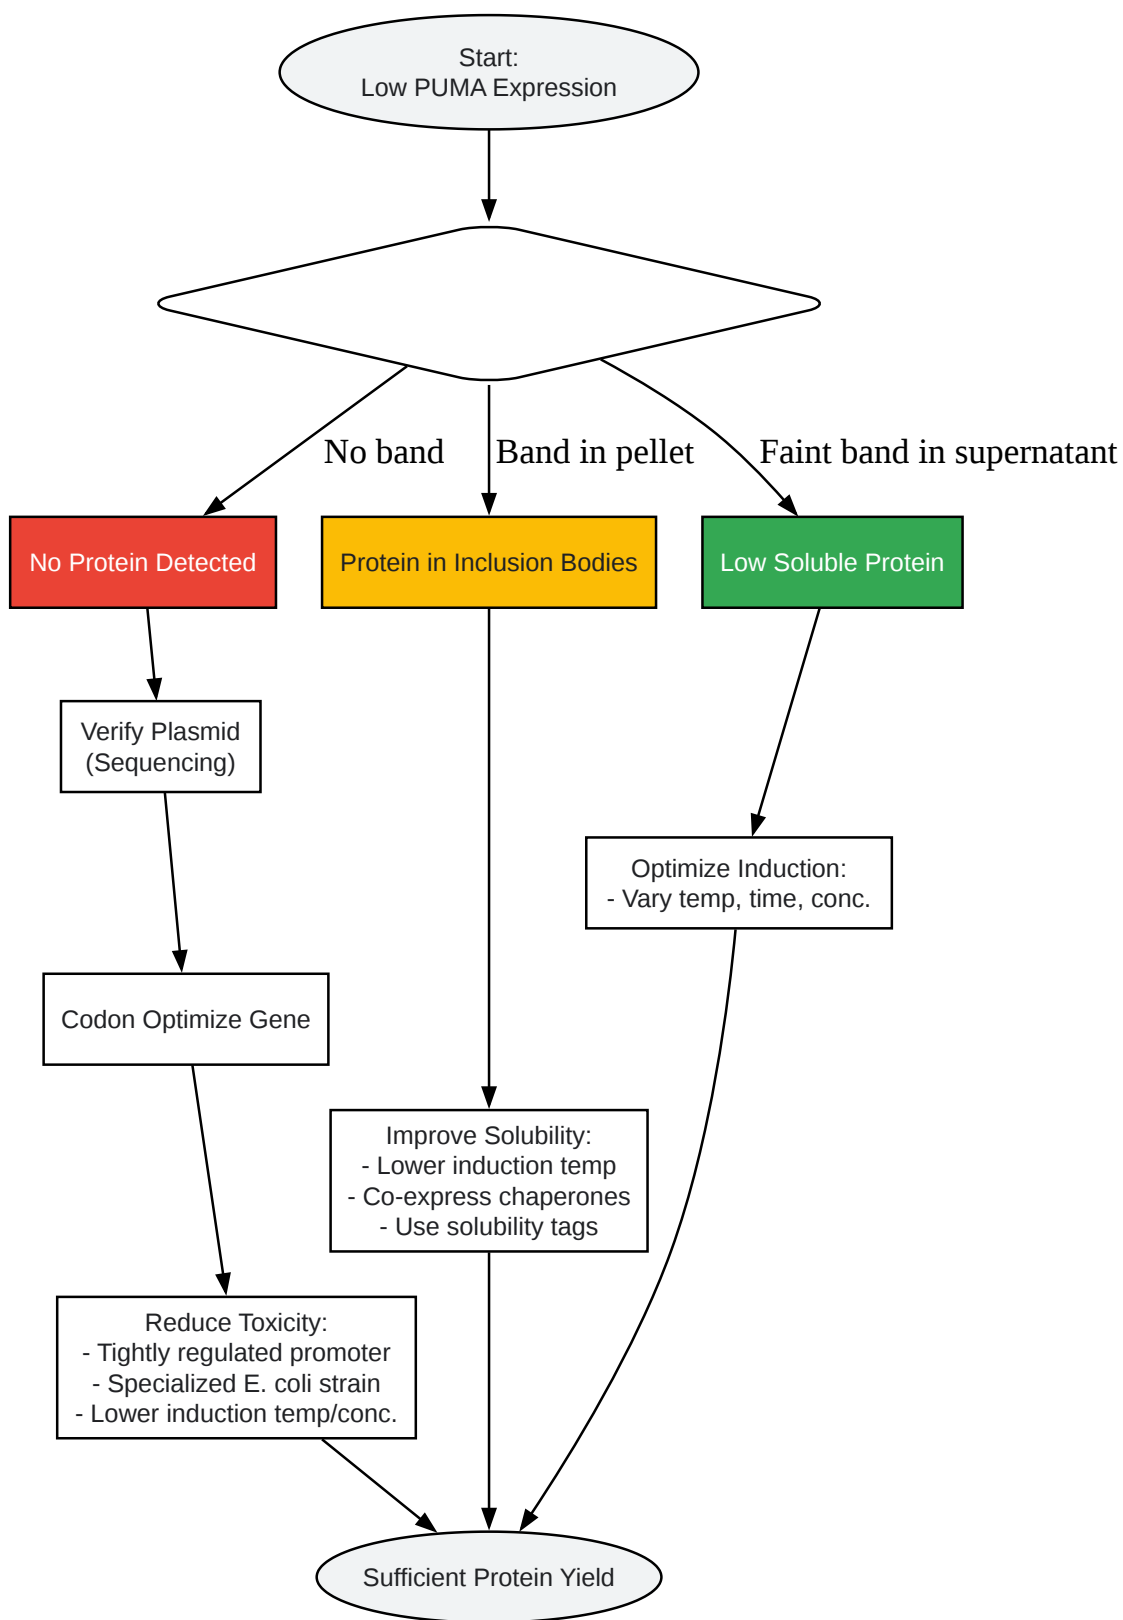 Start:
Low PUMA Expression
No band
Band in pellet
Faint band in supernatant
No Protein Detected
Protein in Inclusion Bodies
Low Soluble Protein
Verify Plasmid
(Sequencing)
Optimize Induction:
- Vary temp, time, conc.
Codon Optimize Gene
Improve Solubility:
- Lower induction temp
- Co-express chaperones
- Use solubility tags
Reduce Toxicity:
- Tightly regulated promoter
- Specialized E. coli strain
- Lower induction temp/conc.
Sufficient Protein Yield